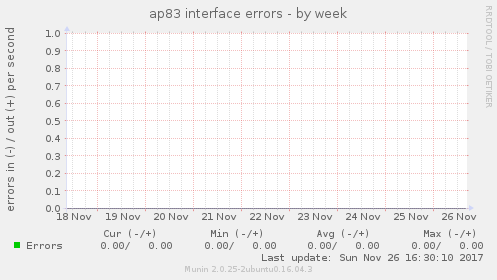 ap83 interface errors - by week
RRDTOOL / TOBI OETIKER
errors in (-) / out (+) per second
1.0
0.9
0.8
0.7
0.6
0.5
0.4
0.3
0.2
0.1
0.0
18 Nov 19 Nov 20 Nov 21 Nov 22 Nov 23 Nov 24 Nov 25 Nov 26 Nov
Cur (-/+) Min (-/+) Avg (-/+) Max (-/+)
Errors 0.00/ 0.00 0.00/ 0.00 0.00/ 0.00 0.00/ 0.00
Last update: Sun Nov 26 16:30:10 2017
Munin 2.0.25-2ubuntu0.16.04.3